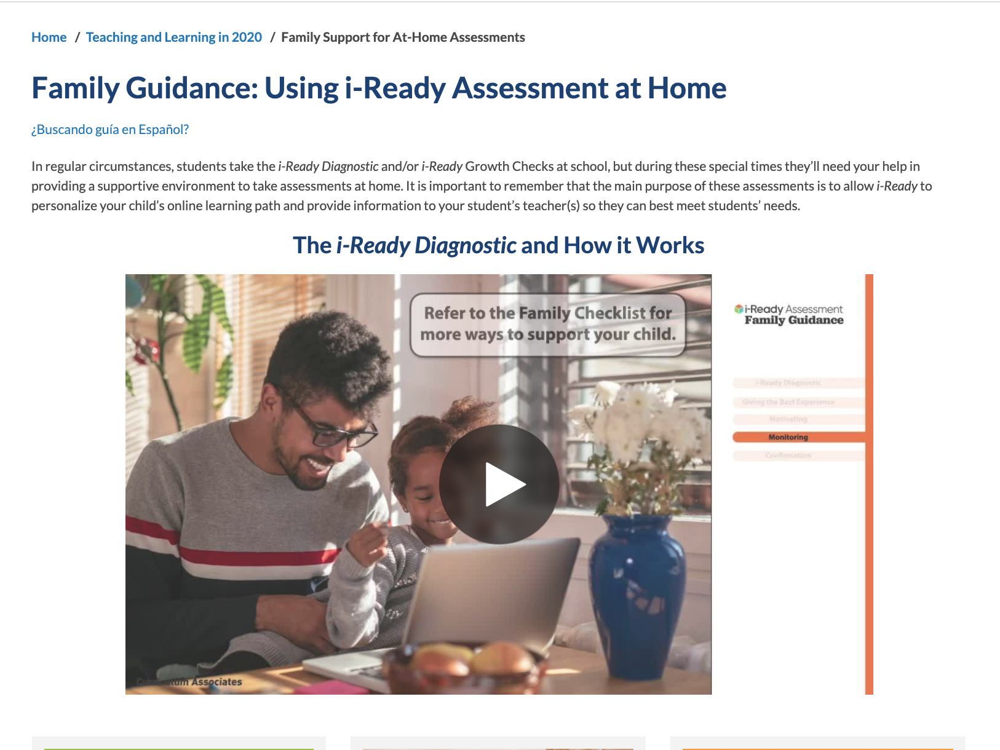 Home / Teaching and Learning in 2020 / Family Support for At-Home Assessments
Family Guidance: Using i-Ready Assessment at Home
¿Buscando guía en Español?
In regular circumstances, students take the i-Ready Diagnostic and/or i-Ready Growth Checks at school, but during these special times they’ll need your help in
providing a supportive environment to take assessments at home. It is important to remember that the main purpose of these assessments is to allow i-Ready to
personalize your child’s online learning path and provide information to your student’s teacher(s) so they can best meet students’ needs.
The i-Ready Diagnostic and How it Works
Refer to the Family Checklist for
more ways to support your child.
i-Ready Assessment
Family Guidance
i-Ready Diagnostic
Giving the Best Experience
Motivating
Monitoring
Confirmation
Associates